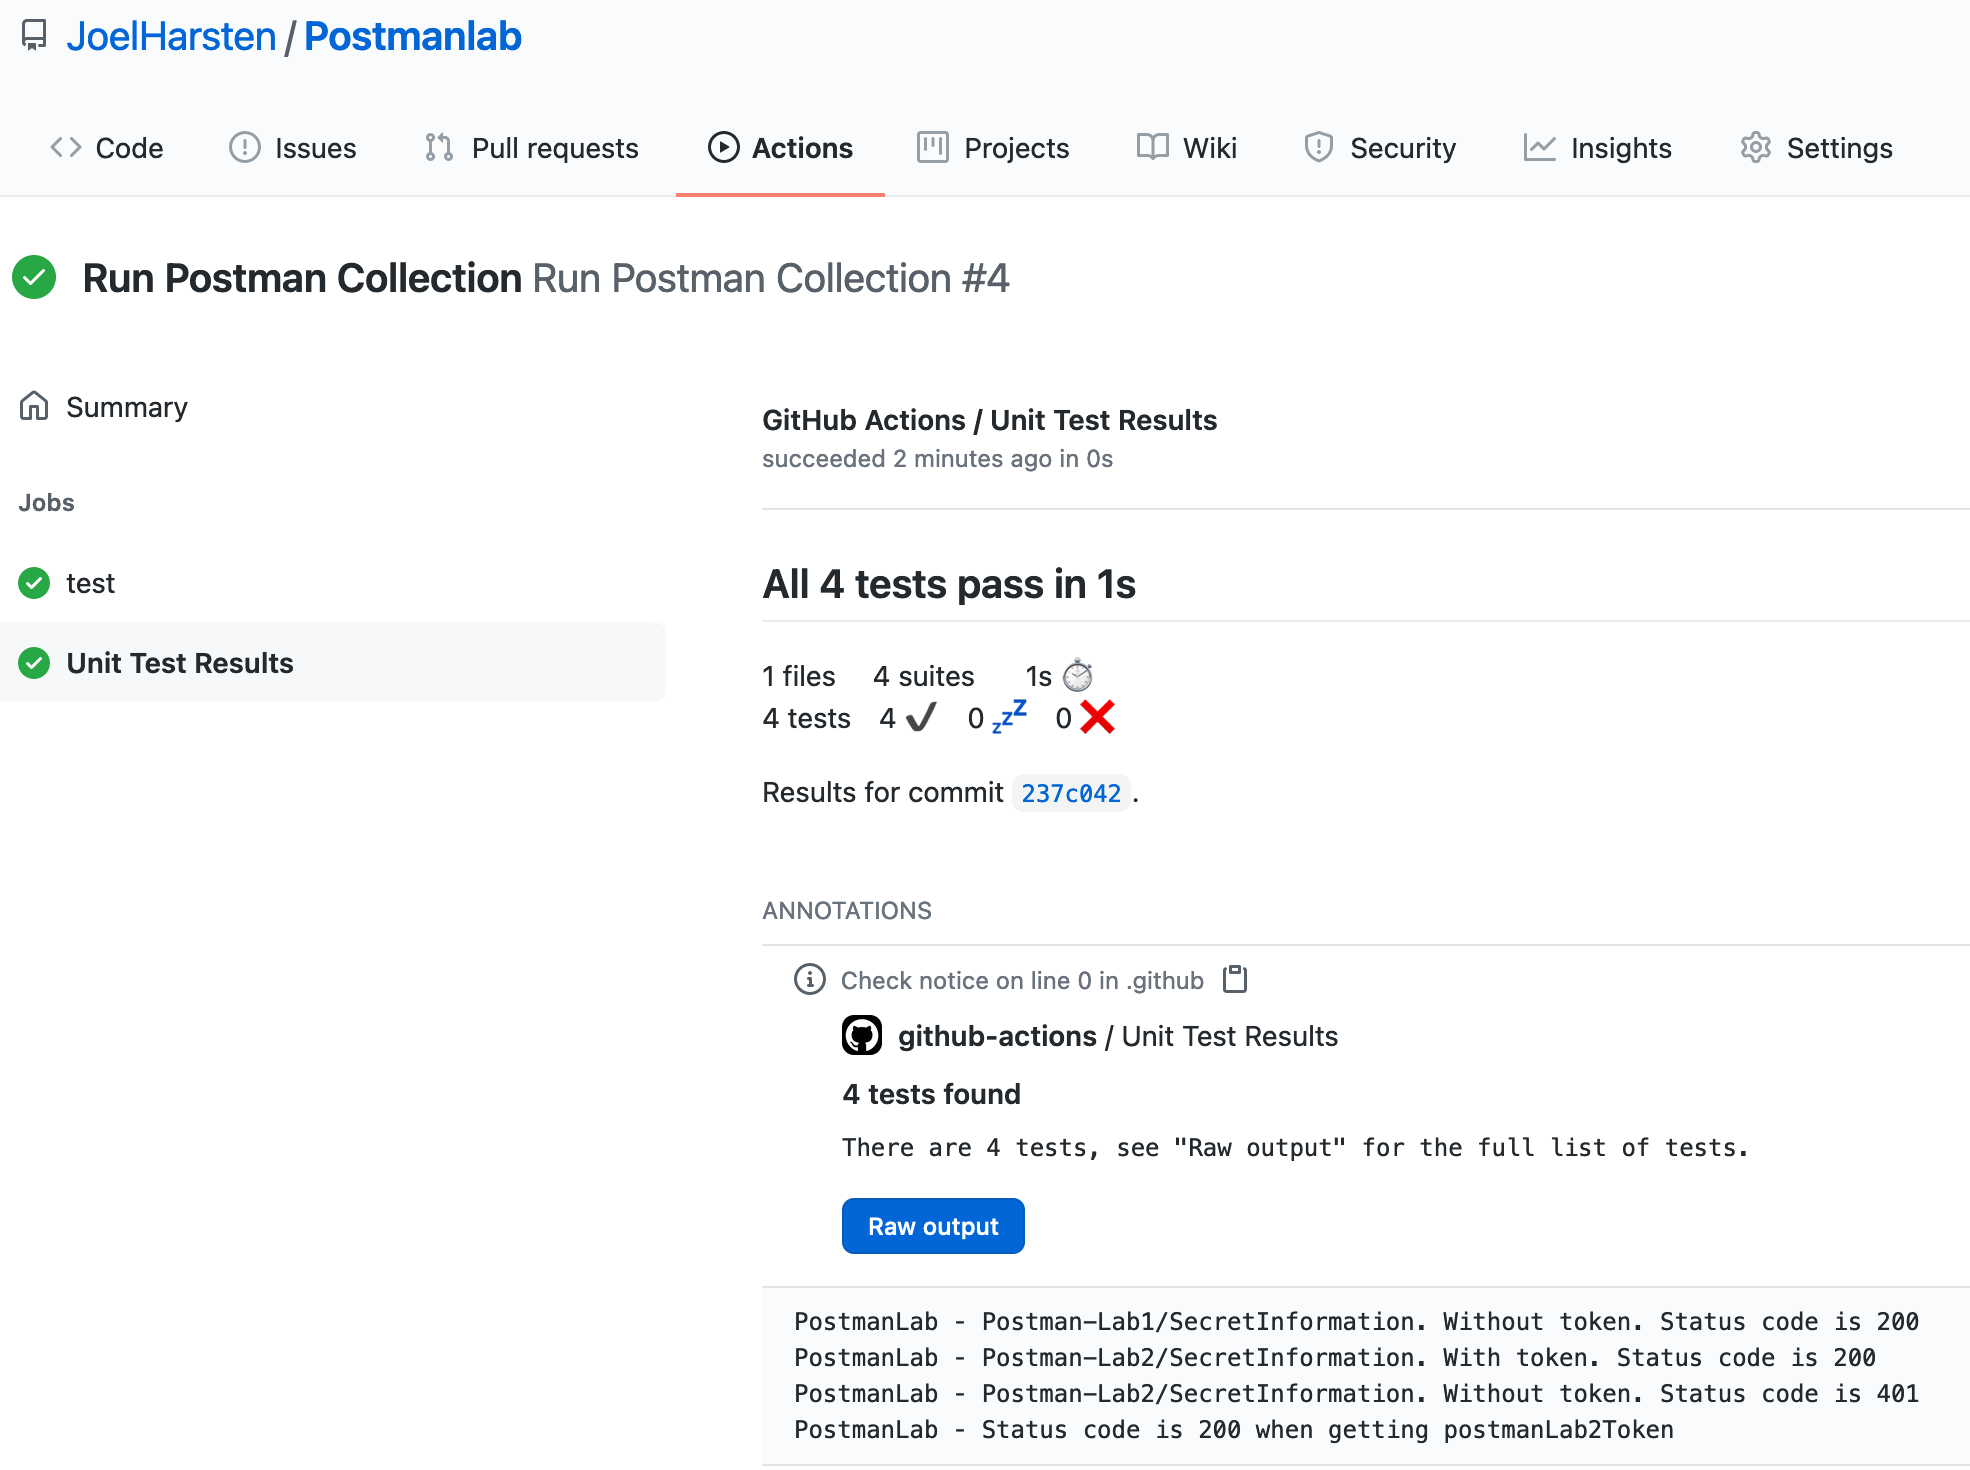 JoelHarsten / Postmanlab
Code Issues Pull requests Actions Projects Wiki Security Insights Settings
Run Postman Collection Run Postman Collection #4
Summary
Jobs
test
Unit Test Results
GitHub Actions / Unit Test Results
succeeded 2 minutes ago in 0s
All 4 tests pass in 1s
1 files 4 suites 1s ⏱
4 tests 4 ✔ 0 💤 0 ❌
Results for commit 237c042.
ANNOTATIONS
Check notice on line 0 in .github
github-actions / Unit Test Results
4 tests found
There are 4 tests, see "Raw output" for the full list of tests.
Raw output
PostmanLab - Postman-Lab1/SecretInformation. Without token. Status code is 200
PostmanLab - Postman-Lab2/SecretInformation. With token. Status code is 200
PostmanLab - Postman-Lab2/SecretInformation. Without token. Status code is 401
PostmanLab - Status code is 200 when getting postmanLab2Token